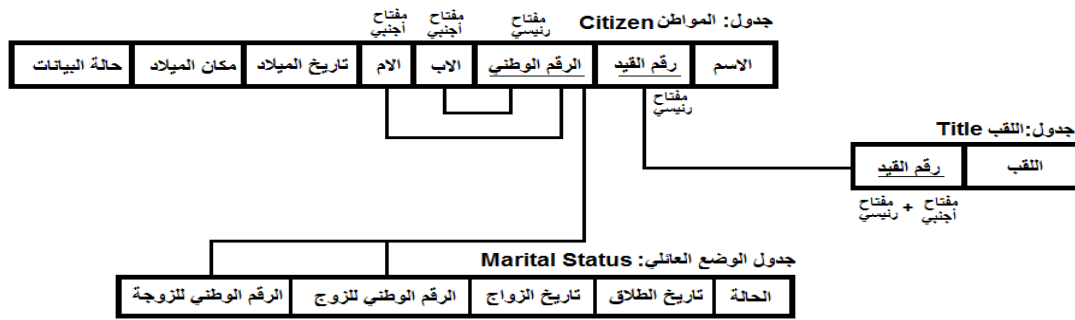 جدول: المواطن Citizen
مفتاح رئيسي
مفتاح أجنبي
مفتاح أجنبي
الاسم
رقم القيد
الرقم الوطني
الاب
الام
تاريخ الميلاد
مكان الميلاد
حالة البيانات
مفتاح رئيسي
جدول:اللقب Title
اللقب
رقم القيد
مفتاح أجنبي + مفتاح رئيسي
جدول الوضع العائلي: Marital Status
الحالة
تاريخ الطلاق
تاريخ الزواج
الرقم الوطني للزوج
الرقم الوطني للزوجة